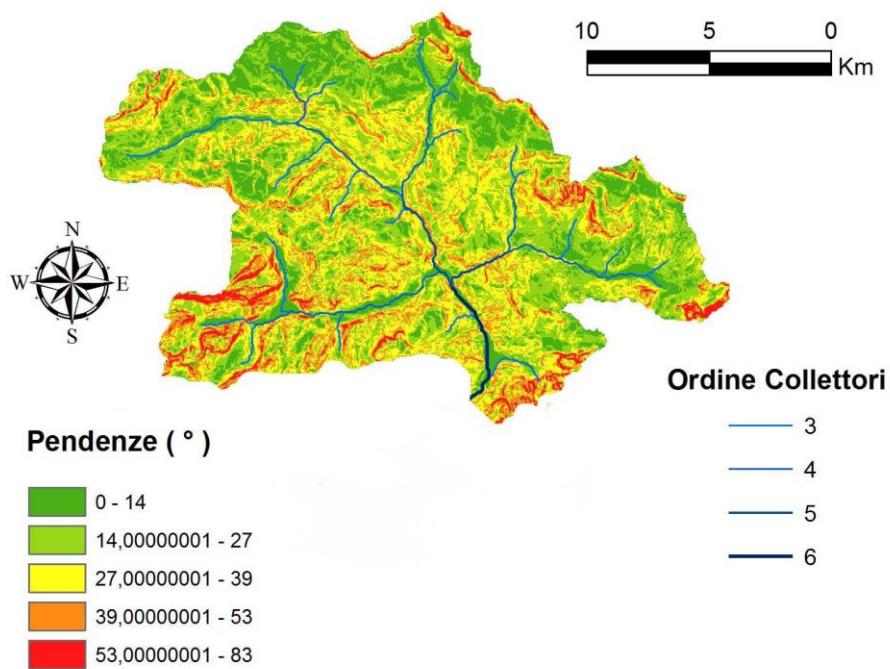 10 5 0
Km
N
W E
S
Ordine Collettori
3
4
5
6
Pendenze ( ° )
0 - 14
14,00000001 - 27
27,00000001 - 39
39,00000001 - 53
53,00000001 - 83